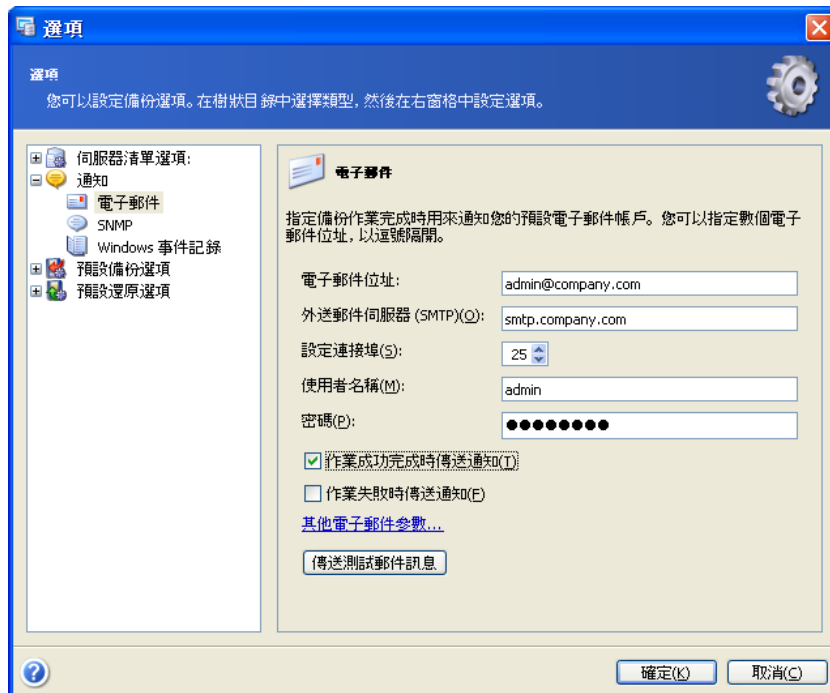 選項
選項
您可以設定備份選項。在樹狀目錄中選擇類型，然後在右窗格中設定選項。
伺服器清單選項:
通知
電子郵件
SNMP
Windows 事件記錄
預設備份選項
預設還原選項
電子郵件
指定備份作業完成時用來通知您的預設電子郵件帳戶。您可以指定數個電子
郵件位址，以逗號隔開。
電子郵件位址:
admin@company.com
外送郵件伺服器 (SMTP)(O):
smtp.company.com
設定連接埠(S):
25
使用者名稱(M):
admin
密碼(P):
●●●●●●●●
作業成功完成時傳送通知(T)
作業失敗時傳送通知(F)
其他電子郵件參數...
傳送測試郵件訊息
?
確定(K)
取消(C)